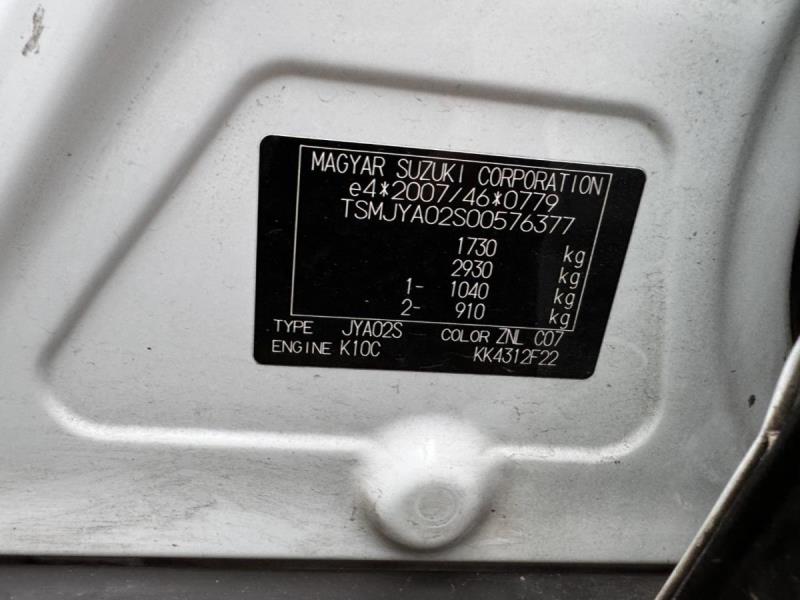 MAGYAR SUZUKI CORPORATION
e4*2007/46*0779
TSMJYA02S00576377
1730 kg
2930 kg
1- 1040 kg
2- 910 kg
TYPE JYA02S COLOR ZNL C07
ENGINE K10C KK4312F22